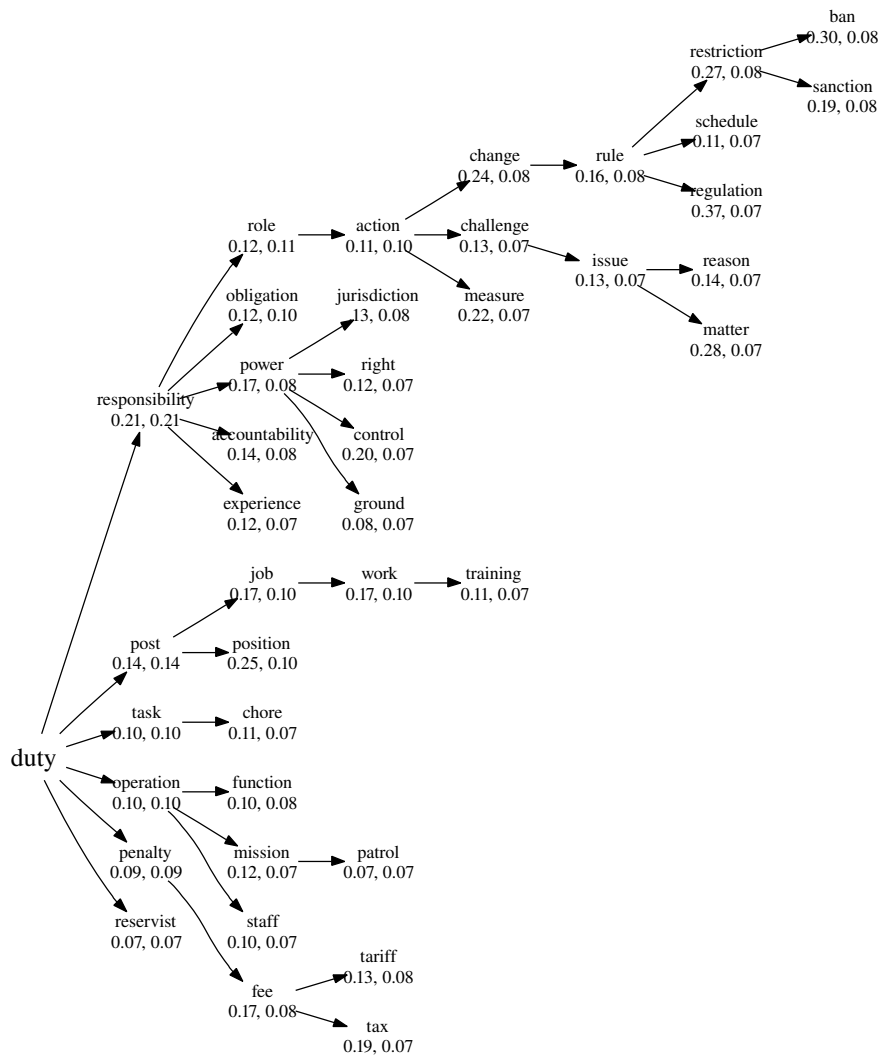 ban
0.30, 0.08
restriction
0.27, 0.08
sanction
0.19, 0.08
schedule
0.11, 0.07
change
0.24, 0.08
rule
0.16, 0.08
regulation
0.37, 0.07
role
0.12, 0.11
action
0.11, 0.10
challenge
0.13, 0.07
issue
0.13, 0.07
reason
0.14, 0.07
obligation
0.12, 0.10
jurisdiction
13, 0.08
measure
0.22, 0.07
matter
0.28, 0.07
power
0.17, 0.08
right
0.12, 0.07
responsibility
0.21, 0.21
accountability
0.14, 0.08
control
0.20, 0.07
experience
0.12, 0.07
ground
0.08, 0.07
job
0.17, 0.10
work
0.17, 0.10
training
0.11, 0.07
post
0.14, 0.14
position
0.25, 0.10
task
0.10, 0.10
chore
0.11, 0.07
duty
operation
0.10, 0.10
function
0.10, 0.08
penalty
0.09, 0.09
mission
0.12, 0.07
patrol
0.07, 0.07
reservist
0.07, 0.07
staff
0.10, 0.07
tariff
0.13, 0.08
fee
0.17, 0.08
tax
0.19, 0.07